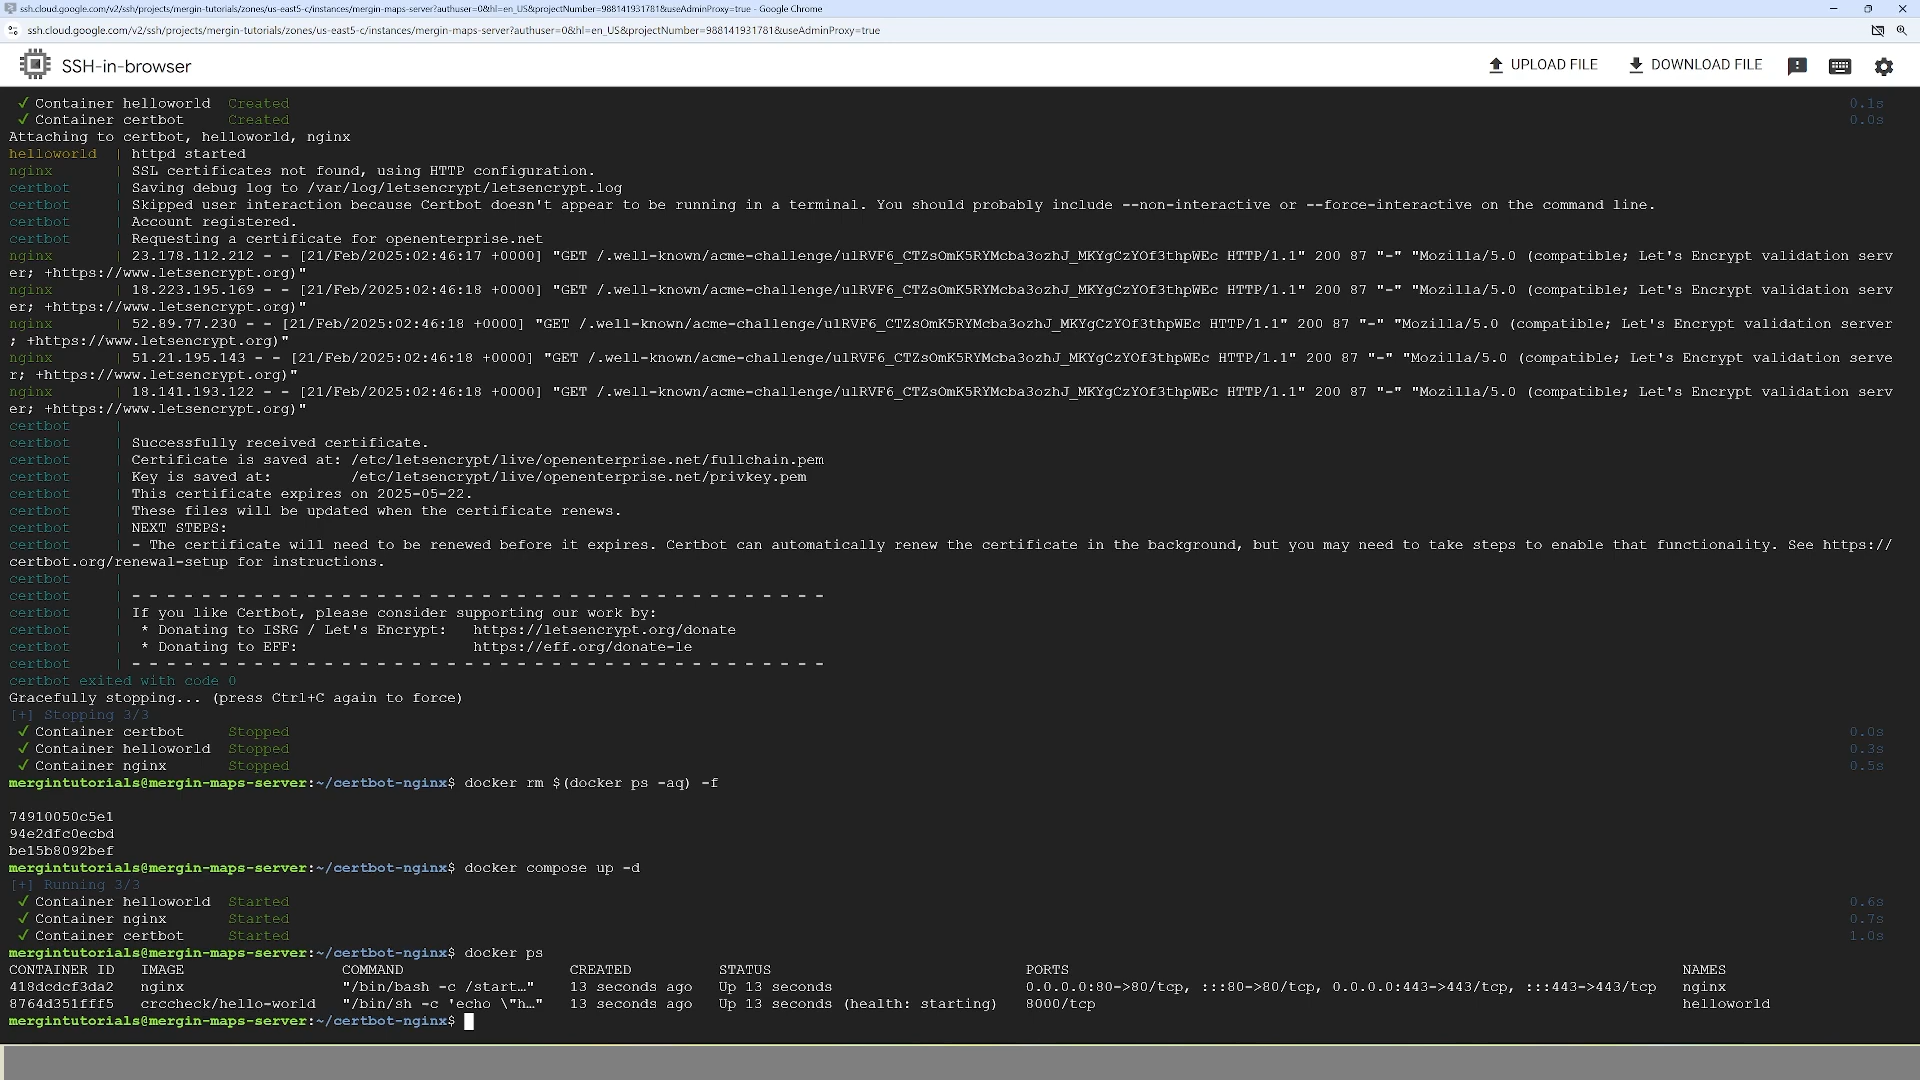 ssh.cloud.google.com/v2/ssh/projects/mergin-tutorials/zones/us-east5-c/instances/mergin-maps-server?authuser=0&hl=en_US&projectNumber=988141931781&useAdminProxy=true - Google Chrome
ssh.cloud.google.com/v2/ssh/projects/mergin-tutorials/zones/us-east5-c/instances/mergin-maps-server?authuser=0&hl=en_US&projectNumber=988141931781&useAdminProxy=true
SSH-in-browser UPLOAD FILE DOWNLOAD FILE
✓ Container helloworld Created 0.1s
✓ Container certbot Created 0.0s
Attaching to certbot, helloworld, nginx
helloworld | httpd started
nginx | SSL certificates not found, using HTTP configuration.
certbot | Saving debug log to /var/log/letsencrypt/letsencrypt.log
certbot | Skipped user interaction because Certbot doesn't appear to be running in a terminal. You should probably include --non-interactive or --force-interactive on the command line.
certbot | Account registered.
certbot | Requesting a certificate for openenterprise.net
nginx | 23.178.112.212 - - [21/Feb/2025:02:46:17 +0000] "GET /.well-known/acme-challenge/ulRVF6_CTZsOmK5RYMcba3ozhJ_MKYgCzYOf3thpWEc HTTP/1.1" 200 87 "-" "Mozilla/5.0 (compatible; Let's Encrypt validation serv
er; +https://www.letsencrypt.org)"
nginx | 18.223.195.169 - - [21/Feb/2025:02:46:18 +0000] "GET /.well-known/acme-challenge/ulRVF6_CTZsOmK5RYMcba3ozhJ_MKYgCzYOf3thpWEc HTTP/1.1" 200 87 "-" "Mozilla/5.0 (compatible; Let's Encrypt validation serv
er; +https://www.letsencrypt.org)"
nginx | 52.89.77.230 - - [21/Feb/2025:02:46:18 +0000] "GET /.well-known/acme-challenge/ulRVF6_CTZsOmK5RYMcba3ozhJ_MKYgCzYOf3thpWEc HTTP/1.1" 200 87 "-" "Mozilla/5.0 (compatible; Let's Encrypt validation server
; +https://www.letsencrypt.org)"
nginx | 51.21.195.143 - - [21/Feb/2025:02:46:18 +0000] "GET /.well-known/acme-challenge/ulRVF6_CTZsOmK5RYMcba3ozhJ_MKYgCzYOf3thpWEc HTTP/1.1" 200 87 "-" "Mozilla/5.0 (compatible; Let's Encrypt validation serve
r; +https://www.letsencrypt.org)"
nginx | 18.141.193.122 - - [21/Feb/2025:02:46:18 +0000] "GET /.well-known/acme-challenge/ulRVF6_CTZsOmK5RYMcba3ozhJ_MKYgCzYOf3thpWEc HTTP/1.1" 200 87 "-" "Mozilla/5.0 (compatible; Let's Encrypt validation serv
er; +https://www.letsencrypt.org)"
certbot |
certbot | Successfully received certificate.
certbot | Certificate is saved at: /etc/letsencrypt/live/openenterprise.net/fullchain.pem
certbot | Key is saved at: /etc/letsencrypt/live/openenterprise.net/privkey.pem
certbot | This certificate expires on 2025-05-22.
certbot | These files will be updated when the certificate renews.
certbot | NEXT STEPS:
certbot | - The certificate will need to be renewed before it expires. Certbot can automatically renew the certificate in the background, but you may need to take steps to enable that functionality. See https://
certbot.org/renewal-setup for instructions.
certbot |
certbot | - - - - - - - - - - - - - - - - - - - - - - - - - - - - - - - - - - - - - - - -
certbot | If you like Certbot, please consider supporting our work by:
certbot | * Donating to ISRG / Let's Encrypt: https://letsencrypt.org/donate
certbot | * Donating to EFF: https://eff.org/donate-le
certbot | - - - - - - - - - - - - - - - - - - - - - - - - - - - - - - - - - - - - - - - -
certbot exited with code 0
Gracefully stopping... (press Ctrl+C again to force)
[+] Stopping 3/3
✓ Container certbot Stopped 0.0s
✓ Container helloworld Stopped 0.3s
✓ Container nginx Stopped 0.5s
mergintutorials@mergin-maps-server:~/certbot-nginx$ docker rm $(docker ps -aq) -f
74910050c5e1
94e2dfc0ecbd
be15b8092bef
mergintutorials@mergin-maps-server:~/certbot-nginx$ docker compose up -d
[+] Running 3/3
✓ Container helloworld Started 0.6s
✓ Container nginx Started 0.7s
✓ Container certbot Started 1.0s
mergintutorials@mergin-maps-server:~/certbot-nginx$ docker ps
CONTAINER ID IMAGE COMMAND CREATED STATUS PORTS NAMES
418dcdcf3da2 nginx "/bin/bash -c /start…" 13 seconds ago Up 13 seconds 0.0.0.0:80->80/tcp, :::80->80/tcp, 0.0.0.0:443->443/tcp, :::443->443/tcp nginx
8764d351fff5 crccheck/hello-world "/bin/sh -c 'echo \"h…" 13 seconds ago Up 13 seconds (health: starting) 8000/tcp helloworld
mergintutorials@mergin-maps-server:~/certbot-nginx$